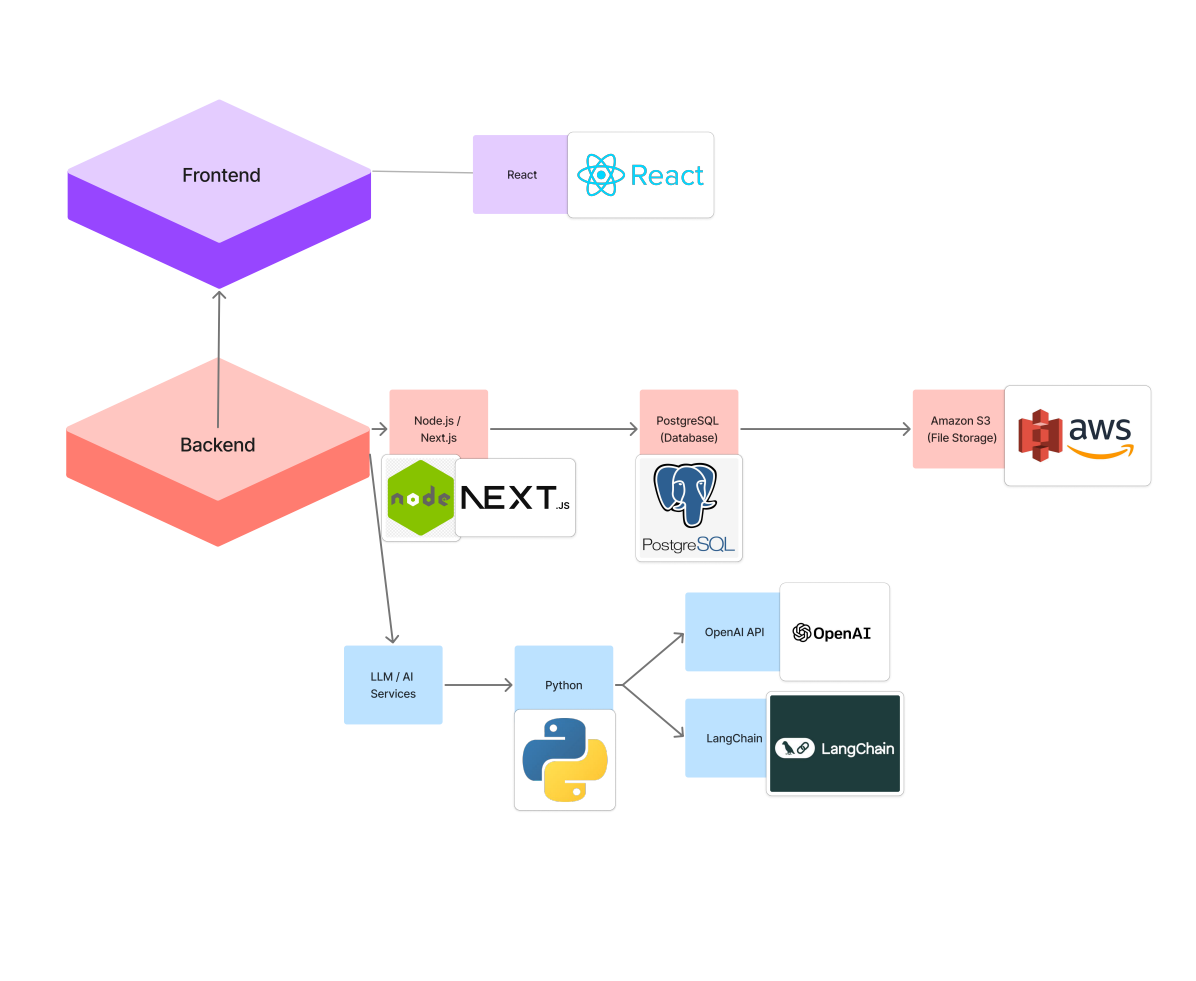 Frontend
React
React
Backend
Node.js /
Next.js
node
NEXT.JS
PostgreSQL
(Database)
PostgreSQL
Amazon S3
(File Storage)
aws
LLM / AI
Services
Python
OpenAI API
OpenAI
LangChain
LangChain